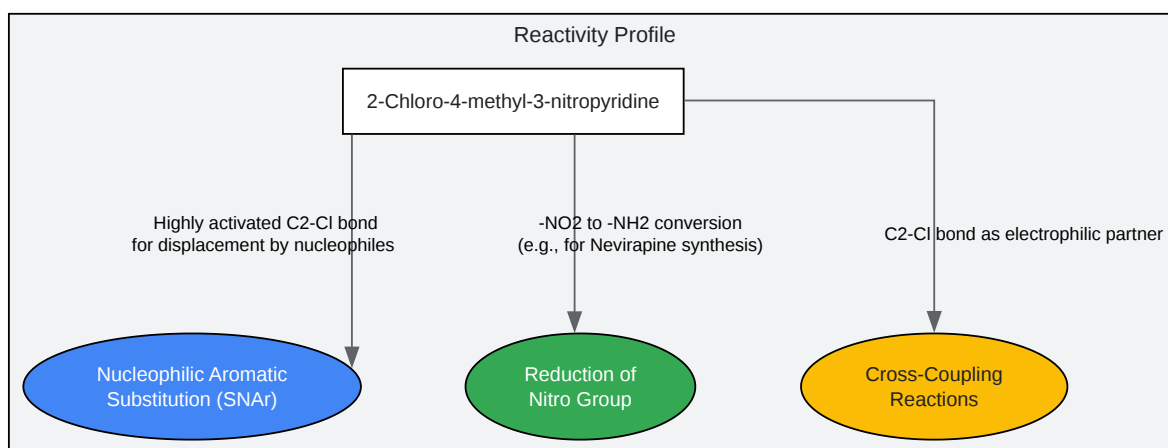 Reactivity Profile
2-Chloro-4-methyl-3-nitropyridine
Highly activated C2-Cl bond
for displacement by nucleophiles
-NO2 to -NH2 conversion
(e.g., for Nevirapine synthesis)
C2-Cl bond as electrophilic partner
Nucleophilic Aromatic
Substitution (SNAr)
Reduction of
Nitro Group
Cross-Coupling
Reactions